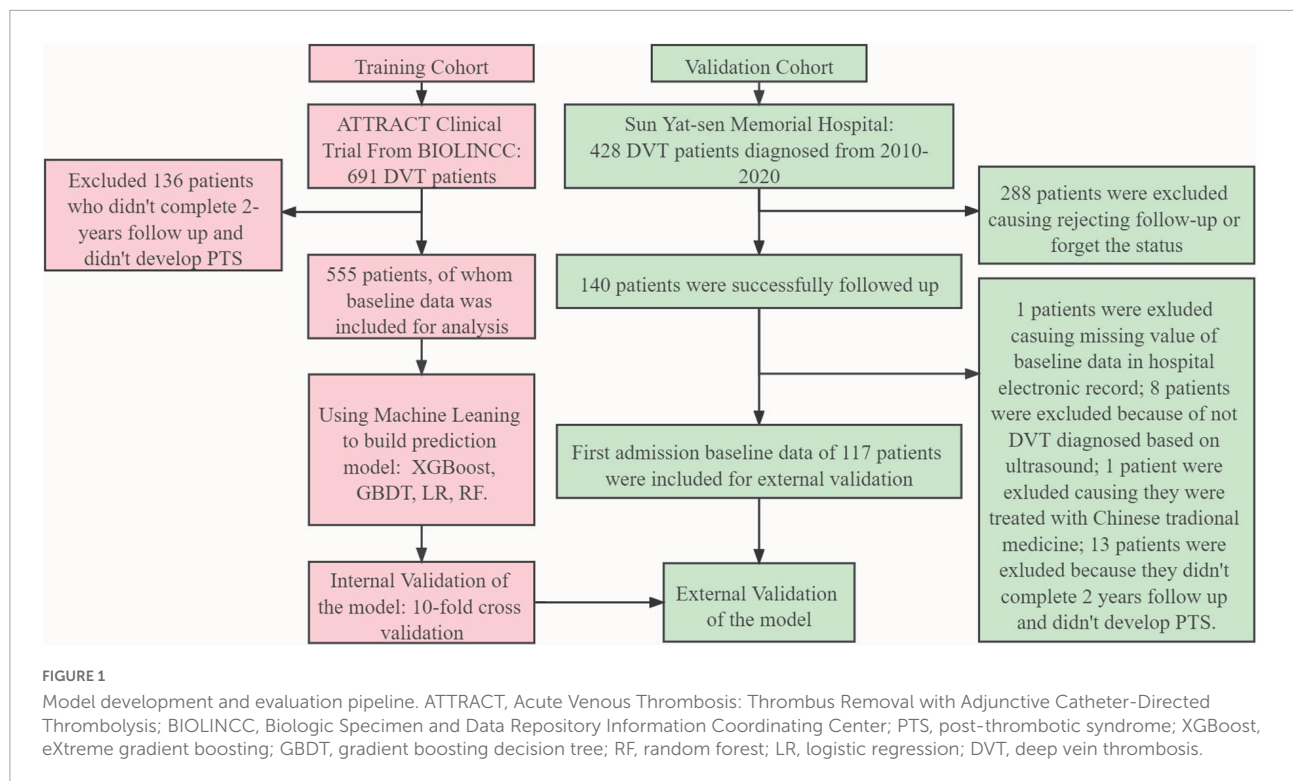 Training Cohort
ATTRACT Clinical
Trial From BIOLINCC:
691 DVT patients
Excluded 136 patients
who didn't complete 2-
years follow up and
didn't develop PTS
555 patients, of whom
baseline data was
included for analysis
Using Machine Leaning
to build prediction
model:  XGBoost,
GBDT, LR, RF.
Internal Validation of
the model: 10-fold cross
validation
Validation Cohort
Sun Yat-sen Memorial Hospital:
428 DVT patients diagnosed from 2010-
2020
288 patients were excluded
causing rejecting follow-up or
forget the status
140 patients were successfully followed up
1 patients were exluded
casuing missing value of
baseline data in hospital
electronic record; 8 patients
were excluded because of not
DVT diagnosed based on
ultrasound; 1 patient were
exluded causing they were
treated with Chinese tradional
medicine; 13 patients were
exluded because they didn't
complete 2 years follow up
and didn't develop PTS.
First admission baseline data of 117 patients
were included for external validation
External Validation
of the model
FIGURE 1
Model development and evaluation pipeline. ATTRACT, Acute Venous Thrombosis: Thrombus Removal with Adjunctive Catheter-Directed
Thrombolysis; BIOLINCC, Biologic Specimen and Data Repository Information Coordinating Center; PTS, post-thrombotic syndrome; XGBoost,
eXtreme gradient boosting; GBDT, gradient boosting decision tree; RF, random forest; LR, logistic regression; DVT, deep vein thrombosis.